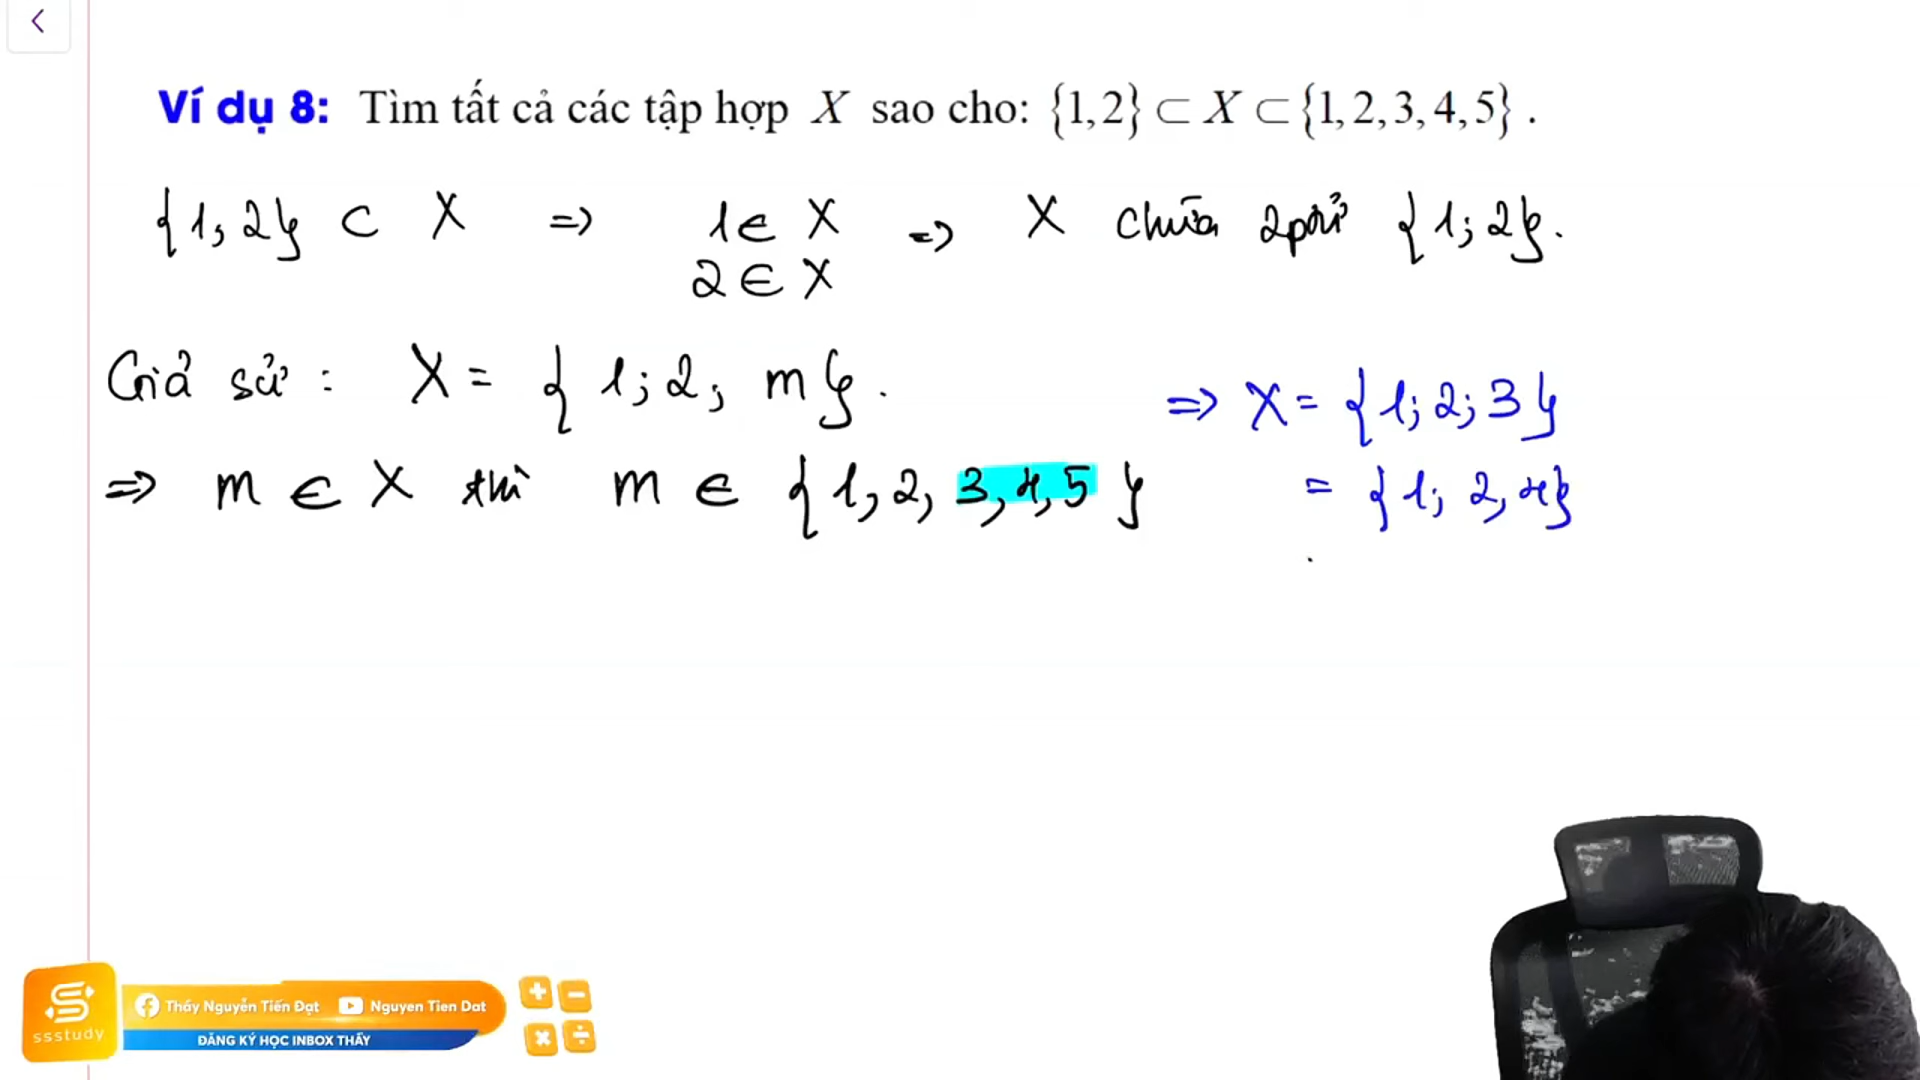 Ví dụ 8: Tìm tất cả các tập hợp X sao cho: {1,2} ⊂ X ⊂ {1,2,3,4,5}.
{1, 2} ⊂ X => 1 ∈ X => X chứa 2 ptử {1; 2}.
2 ∈ X
Giả sử : X = { 1; 2; m }. => X = {1; 2; 3}
=> m ∈ X thì m ∈ {1, 2, 3, 4, 5} = {1; 2, 4}
ssstudy
Thầy Nguyễn Tiến Đạt Nguyen Tien Dat
ĐĂNG KÝ HỌC INBOX THẦY